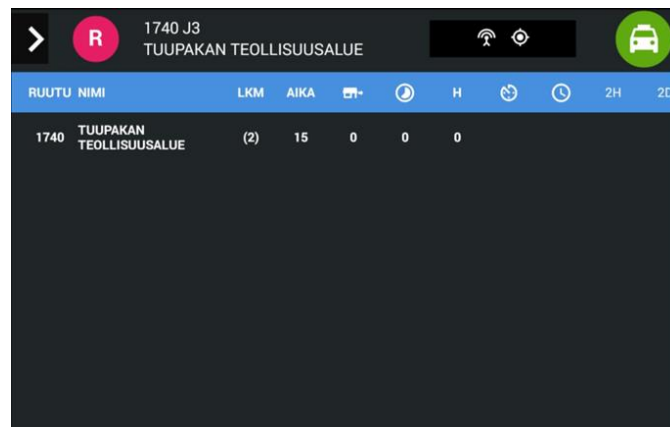 R
1740 J3
TUUPAKAN TEOLLISUUSALUE
RUUTU NIMI LKM AIKA H 2H 2D
1740 TUUPAKAN TEOLLISUUSALUE (2) 15 0 0 0